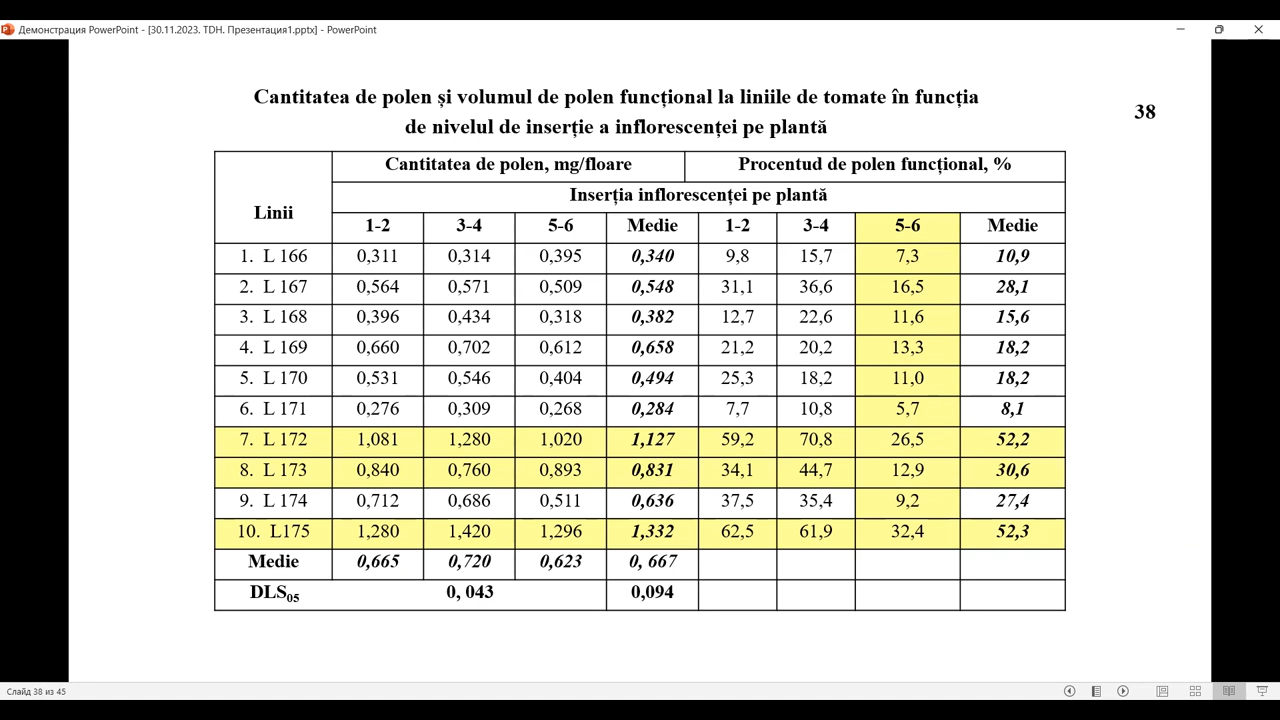 Демонстрация PowerPoint - [30.11.2023. TDH. Презентация1.pptx] - PowerPoint
Cantitatea de polen și volumul de polen funcțional la liniile de tomate în funcția
de nivelul de inserție a inflorescenței pe plantă
38
Linii
Cantitatea de polen, mg/floare Procentud de polen funcțional, %
Inserția inflorescenței pe plantă
1-2 3-4 5-6 Medie 1-2 3-4 5-6 Medie
1. L 166 0,311 0,314 0,395 0,340 9,8 15,7 7,3 10,9
2. L 167 0,564 0,571 0,509 0,548 31,1 36,6 16,5 28,1
3. L 168 0,396 0,434 0,318 0,382 12,7 22,6 11,6 15,6
4. L 169 0,660 0,702 0,612 0,658 21,2 20,2 13,3 18,2
5. L 170 0,531 0,546 0,404 0,494 25,3 18,2 11,0 18,2
6. L 171 0,276 0,309 0,268 0,284 7,7 10,8 5,7 8,1
7. L 172 1,081 1,280 1,020 1,127 59,2 70,8 26,5 52,2
8. L 173 0,840 0,760 0,893 0,831 34,1 44,7 12,9 30,6
9. L 174 0,712 0,686 0,511 0,636 37,5 35,4 9,2 27,4
10. L175 1,280 1,420 1,296 1,332 62,5 61,9 32,4 52,3
Medie 0,665 0,720 0,623 0, 667
DLS05 0, 043 0,094
Слайд 38 из 45